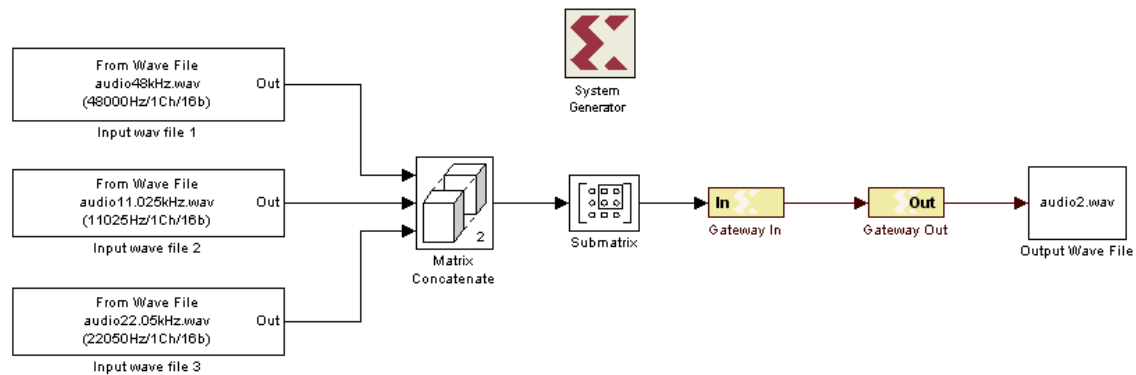 From Wave File
audio48kHz.wav
(48000Hz/1Ch/16b)
Out
Input wav file 1
System
Generator
From Wave File
audio11.025kHz.wav
(11025Hz/1Ch/16b)
Out
Input wave file 2
2
Matrix
Concatenate
Submatrix
In
Gateway In
Out
Gateway Out
audio2.wav
Output Wave File
From Wave File
audio22.05kHz.wav
(22050Hz/1Ch/16b)
Out
Input wave file 3